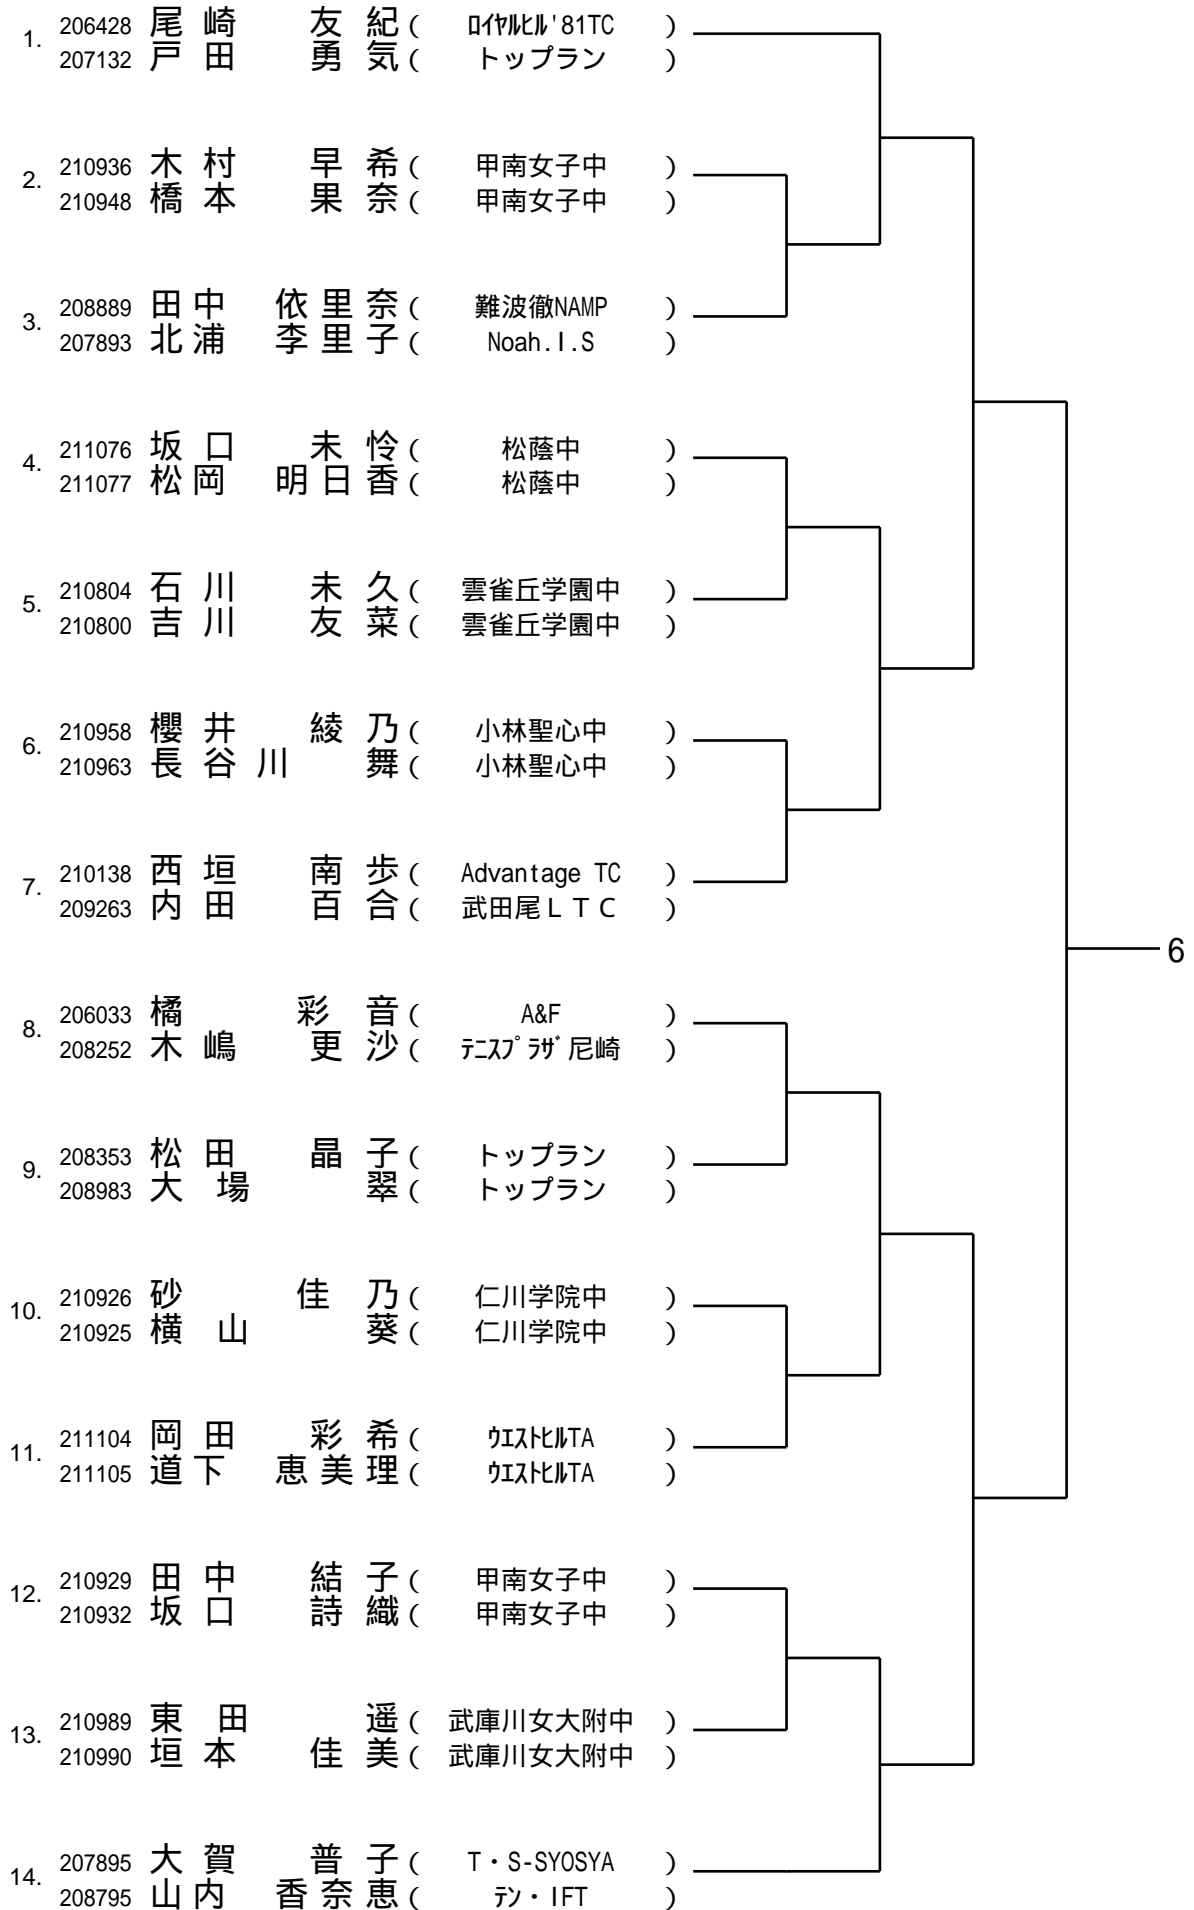 1. 206428 尾崎 友紀 ( ﾛｲﾔﾙﾋﾙ'81TC )
207132 戸田 勇気 ( トップラン )
2. 210936 木村 早希 ( 甲南女子中 )
210948 橋本 果奈 ( 甲南女子中 )
3. 208889 田中 依里奈 ( 難波徹NAMP )
207893 北浦 李里子 ( Noah.I.S )
4. 211076 坂口 未怜 ( 松蔭中 )
211077 松岡 明日香 ( 松蔭中 )
5. 210804 石川 未久 ( 雲雀丘学園中 )
210800 吉川 友菜 ( 雲雀丘学園中 )
6. 210958 櫻井 綾乃 ( 小林聖心中 )
210963 長谷川 舞 ( 小林聖心中 )
7. 210138 西垣 南歩 ( Advantage TC )
209263 内田 百合 ( 武田尾ＬＴＣ )
6
8. 206033 橘 彩音 ( A&F )
208252 木嶋 更沙 ( ﾃﾆｽﾌﾟﾗｻﾞ尼崎 )
9. 208353 松田 晶子 ( トップラン )
208983 大場 翠 ( トップラン )
10. 210926 砂 佳乃 ( 仁川学院中 )
210925 横山 葵 ( 仁川学院中 )
11. 211104 岡田 彩希 ( ｳｴｽﾄﾋﾙTA )
211105 道下 恵美理 ( ｳｴｽﾄﾋﾙTA )
12. 210929 田中 結子 ( 甲南女子中 )
210932 坂口 詩織 ( 甲南女子中 )
13. 210989 東田 遥 ( 武庫川女大附中 )
210990 垣本 佳美 ( 武庫川女大附中 )
14. 207895 大賀 普子 ( T・S-SYOSYA )
208795 山内 香奈恵 ( ﾃﾝ・IFT )